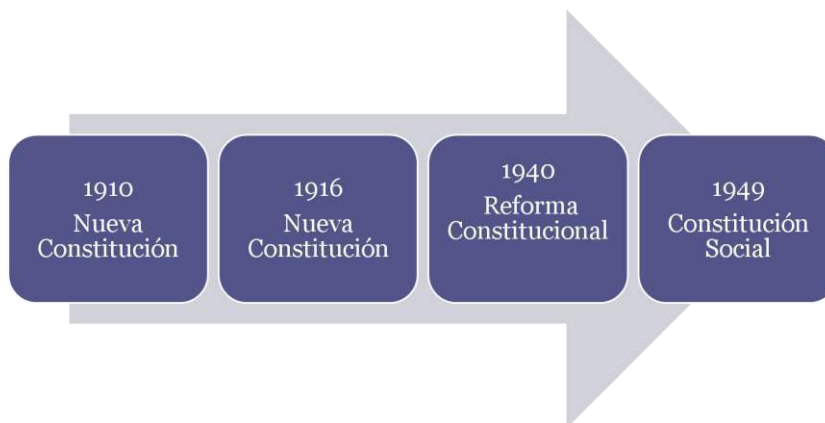 1910
Nueva
Constitución
1916
Nueva
Constitución
1940
Reforma
Constitucional
1949
Constitución
Social